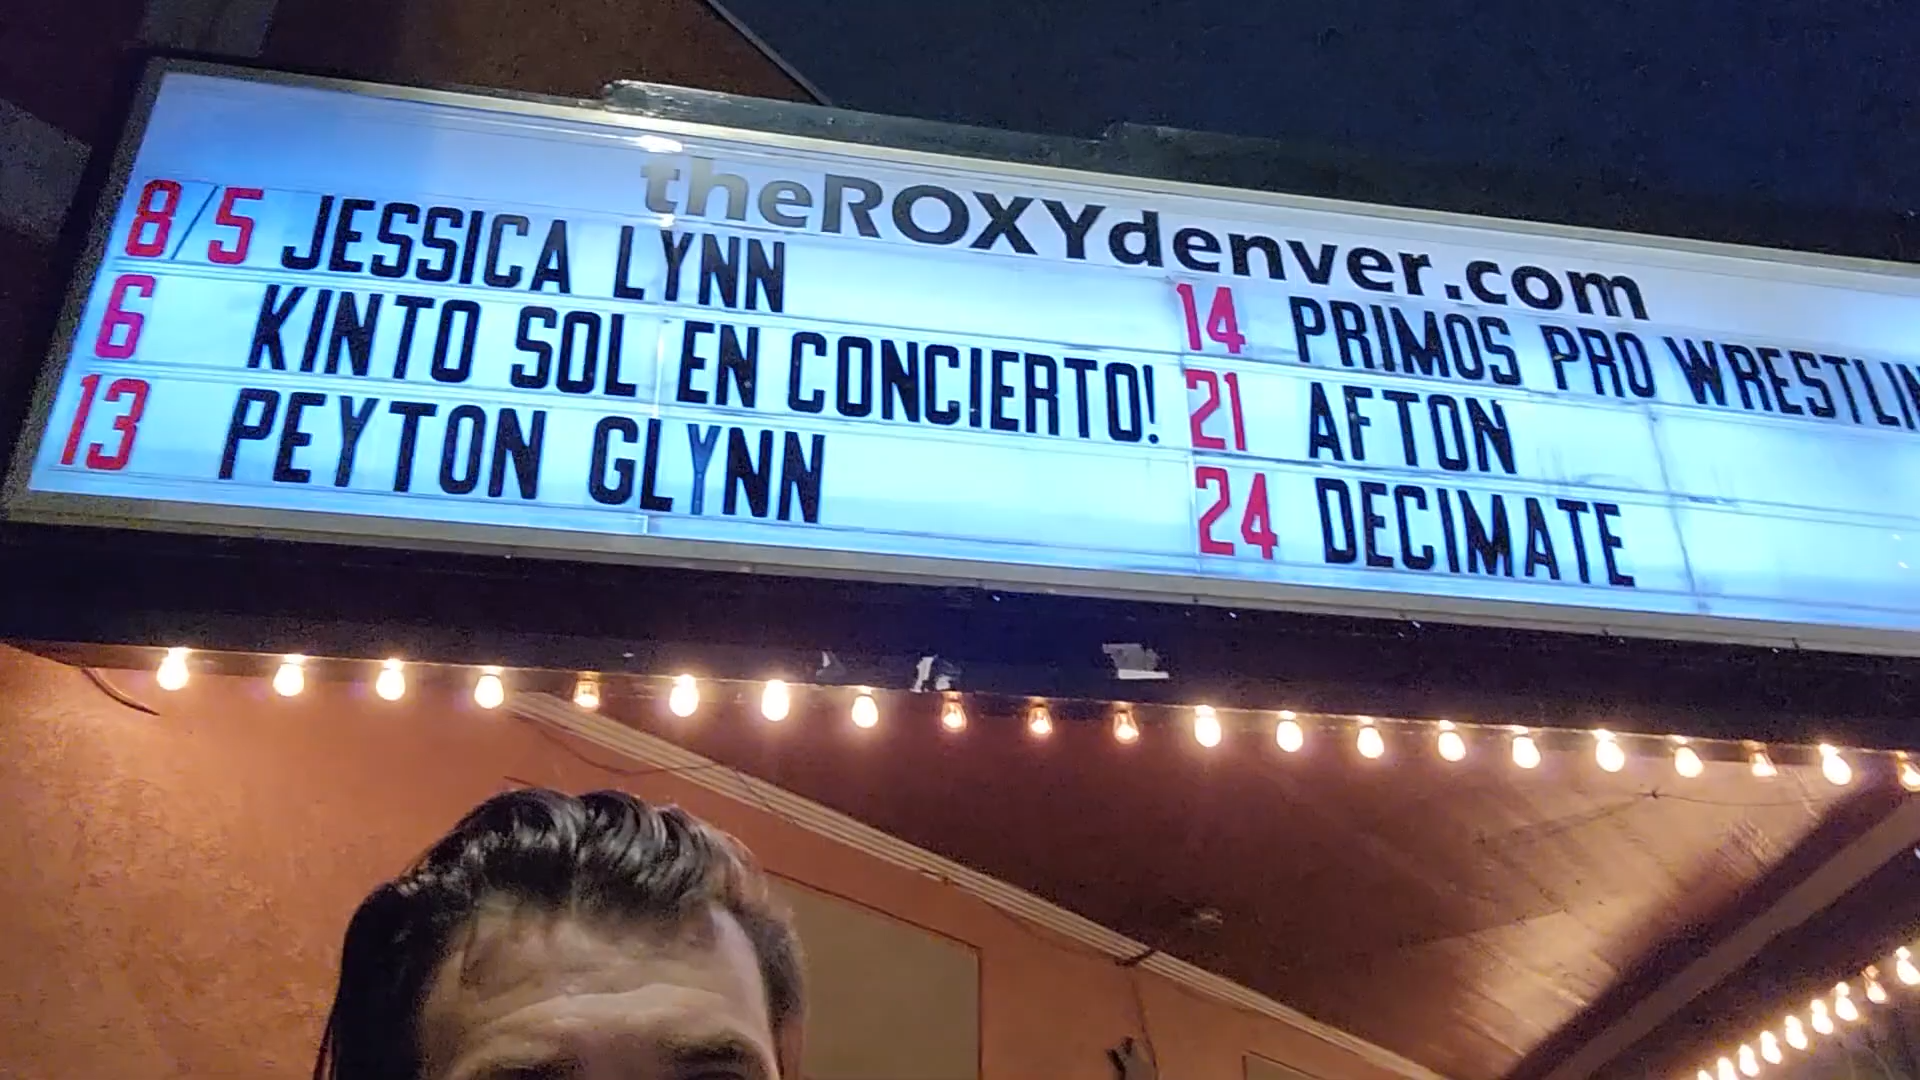 theROXYdenver.com
8/5 JESSICA LYNN
6 KINTO SOL EN CONCIERTO!
13 PEYTON GLYNN
14 PRIMOS PRO WRESTLIN
21 AFTON
24 DECIMATE